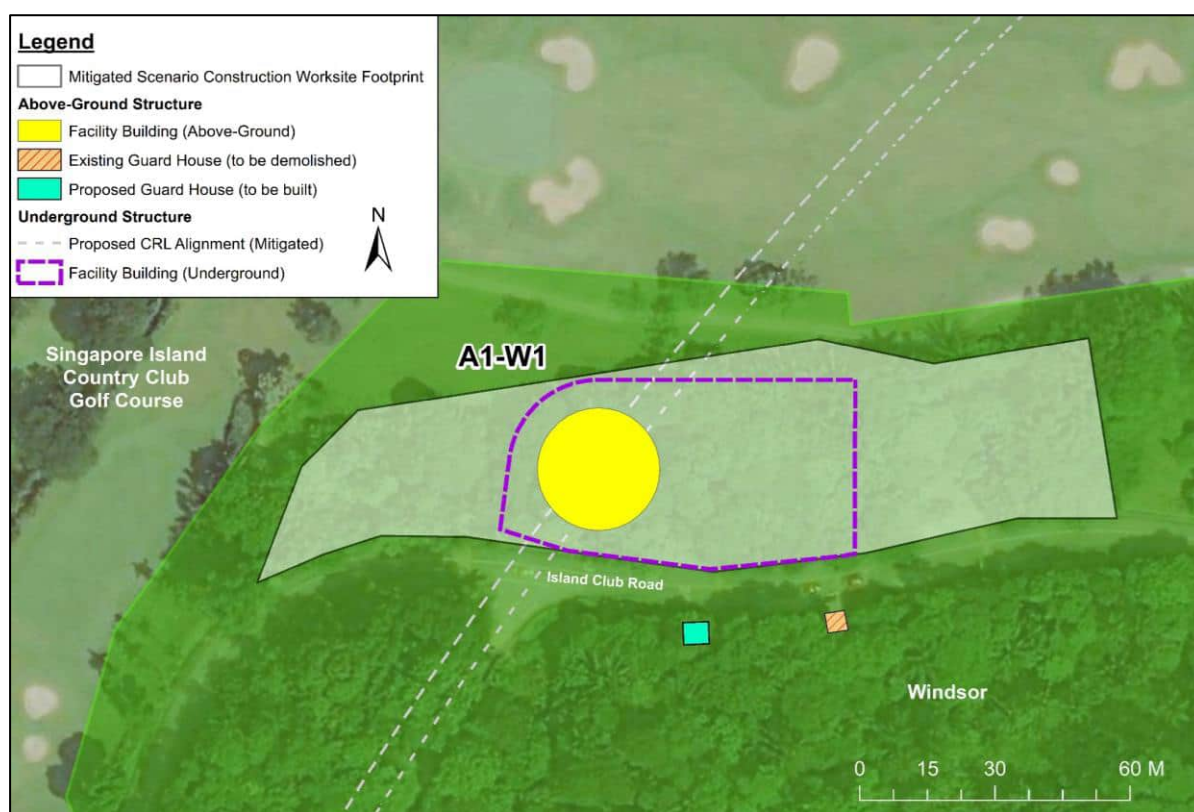 Legend
Mitigated Scenario Construction Worksite Footprint
Above-Ground Structure
Facility Building (Above-Ground)
Existing Guard House (to be demolished)
Proposed Guard House (to be built)
Underground Structure
Proposed CRL Alignment (Mitigated)
Facility Building (Underground)
N
Singapore Island
Country Club
Golf Course
A1-W1
Island Club Road
Windsor
0 15 30 60 M